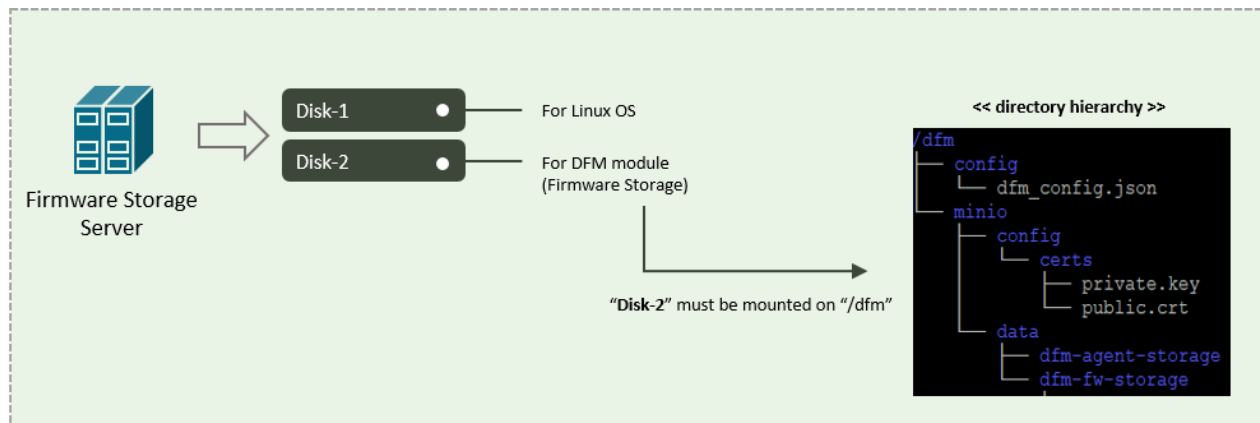 Firmware Storage
Server
Disk-1
Disk-2
For Linux OS
For DFM module
(Firmware Storage)
“Disk-2” must be mounted on “/dfm”
<< directory hierarchy >>
/dfm
config
dfm_config.json
minio
config
certs
private.key
public.crt
data
dfm-agent-storage
dfm-fw-storage